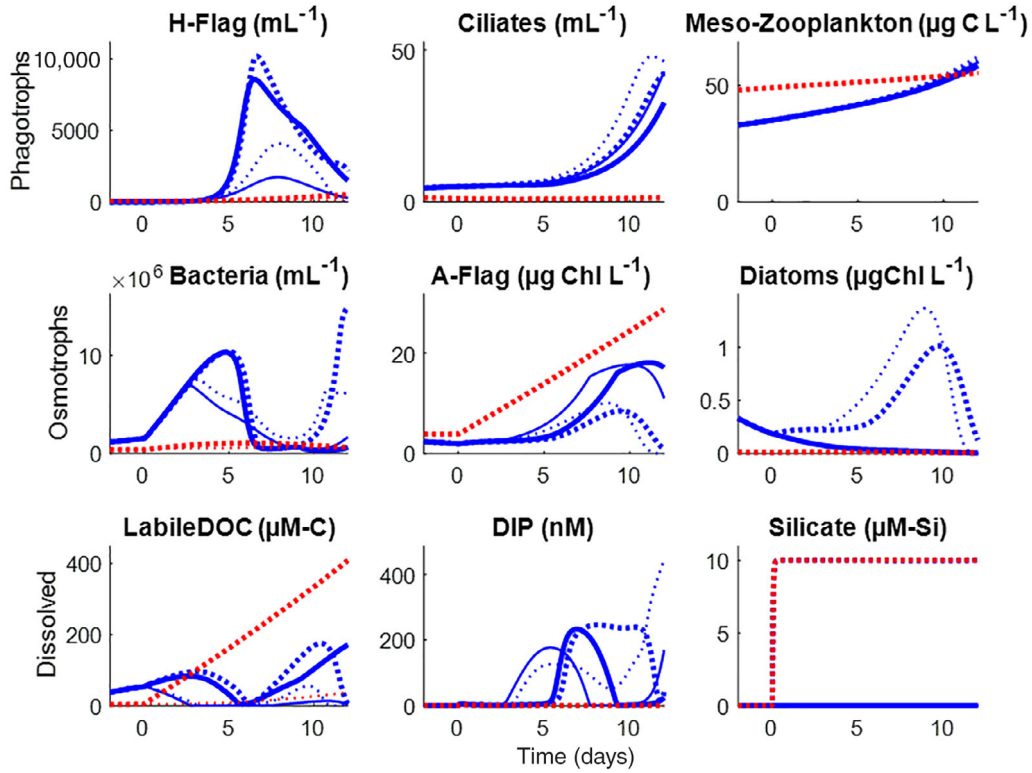 H-Flag (mL⁻¹) Ciliates (mL⁻¹) Meso-Zooplankton (µg C L⁻¹)
Phagotrophs
10,000
5000
0
0 5 10
50
0
0 5 10
50
0
0 5 10
×10⁶ Bacteria (mL⁻¹) A-Flag (µg Chl L⁻¹) Diatoms (µgChl L⁻¹)
Osmotrophs
10
0
0 5 10
20
0
0 5 10
1
0.5
0
0 5 10
LabileDOC (µM-C) DIP (nM) Silicate (µM-Si)
Dissolved
400
200
0
0 5 10
400
200
0
0 5 10
10
5
0
0 5 10
Time (days)